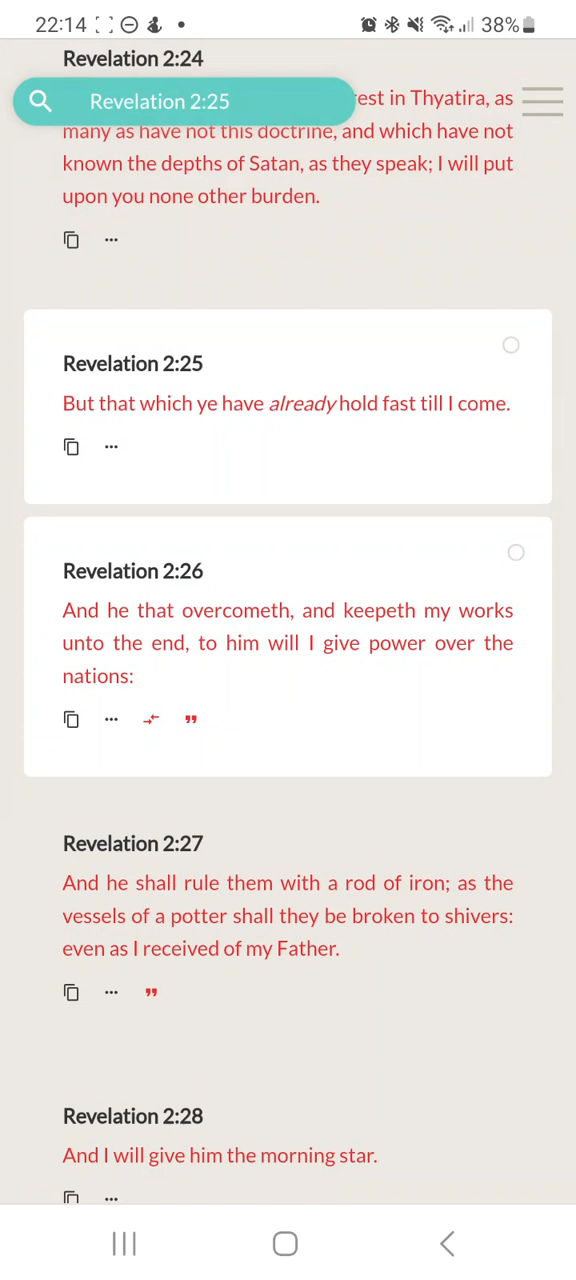 22:14 38%
Revelation 2:24
Revelation 2:25
rest in Thyatira, as
many as have not this doctrine, and which have not
known the depths of Satan, as they speak; I will put
upon you none other burden.
Revelation 2:25
But that which ye have already hold fast till I come.
Revelation 2:26
And he that overcometh, and keepeth my works
unto the end, to him will I give power over the
nations:
Revelation 2:27
And he shall rule them with a rod of iron; as the
vessels of a potter shall they be broken to shivers:
even as I received of my Father.
Revelation 2:28
And I will give him the morning star.